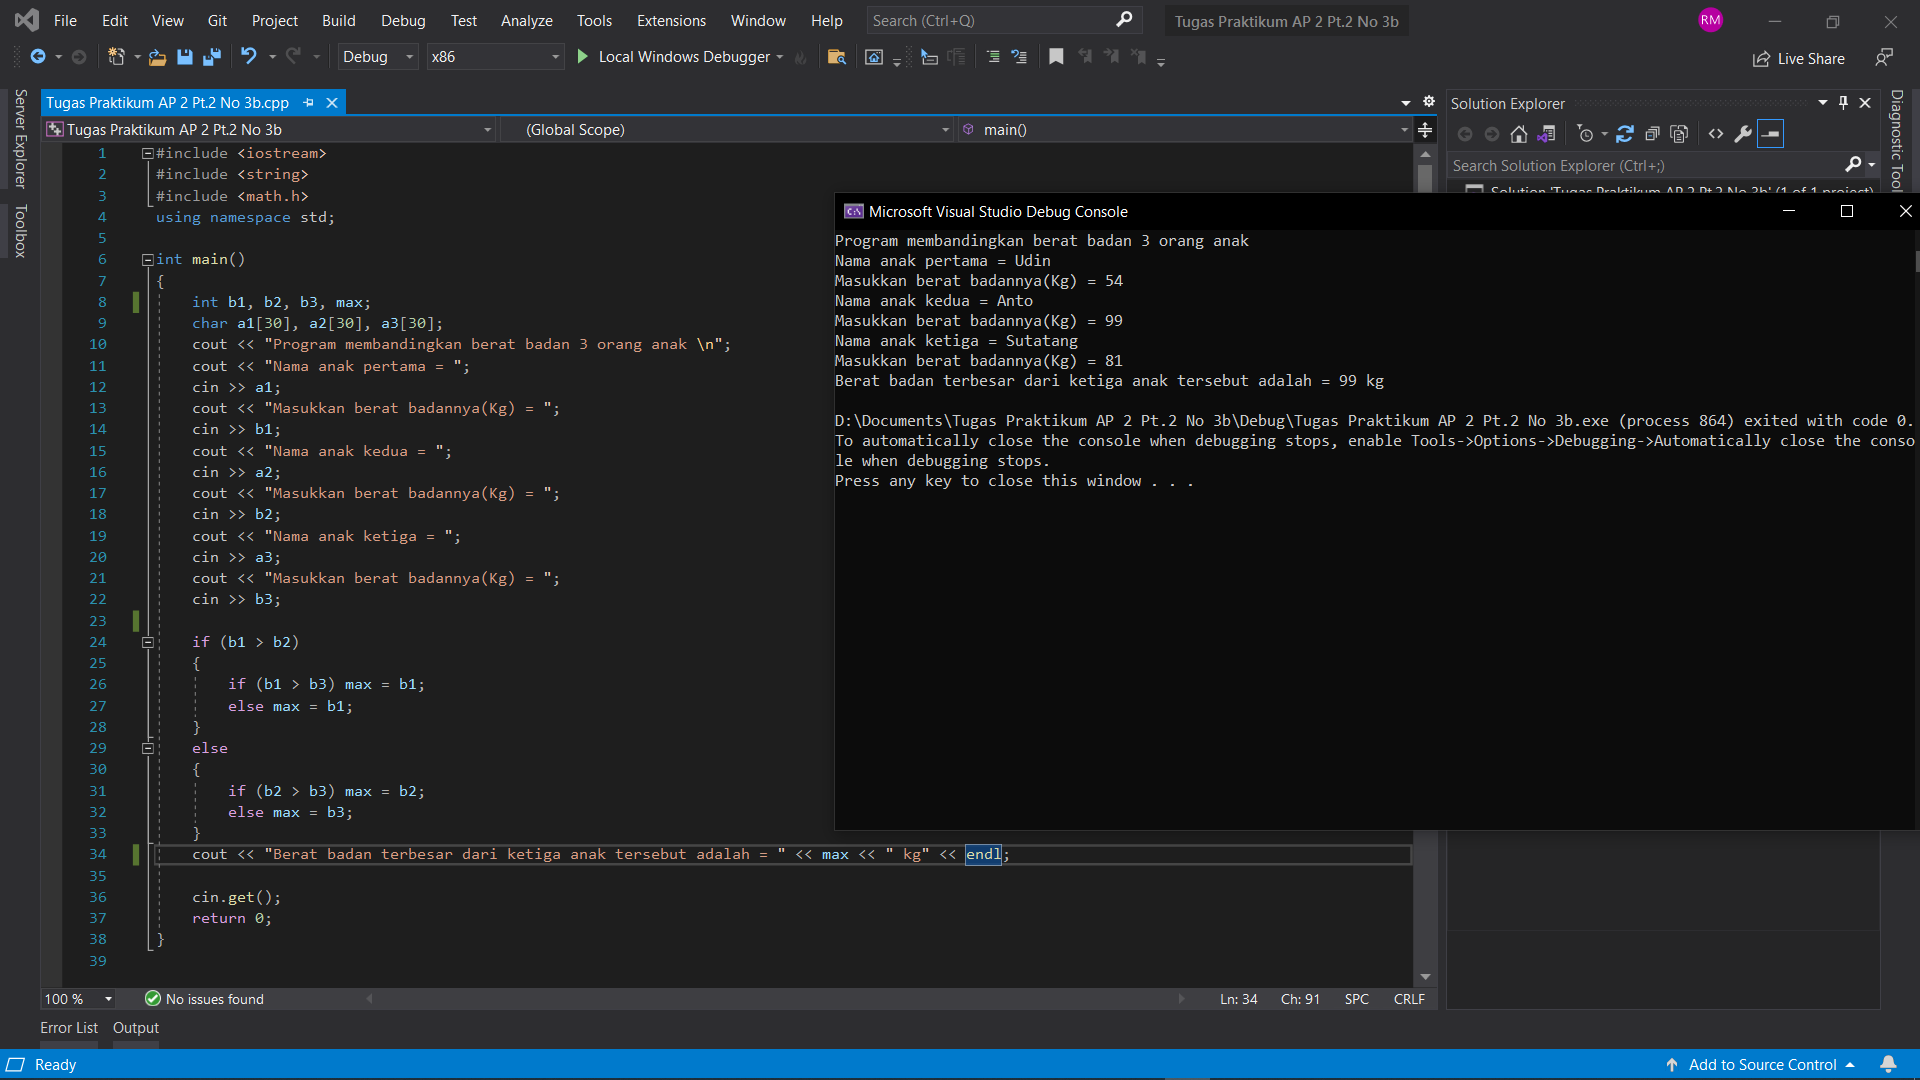 File Edit View Git Project Build Debug Test Analyze Tools Extensions Window Help Search (Ctrl+Q) Tugas Praktikum AP 2 Pt.2 No 3b RM
Debug x86 Local Windows Debugger Live Share
Server Explorer
Toolbox
Tugas Praktikum AP 2 Pt.2 No 3b.cpp
Tugas Praktikum AP 2 Pt.2 No 3b (Global Scope) main()
1 #include <iostream>
2 #include <string>
3 #include <math.h>
4 using namespace std;
5
6 int main()
7 {
8 int b1, b2, b3, max;
9 char a1[30], a2[30], a3[30];
10 cout << "Program membandingkan berat badan 3 orang anak \n";
11 cout << "Nama anak pertama = ";
12 cin >> a1;
13 cout << "Masukkan berat badannya(Kg) = ";
14 cin >> b1;
15 cout << "Nama anak kedua = ";
16 cin >> a2;
17 cout << "Masukkan berat badannya(Kg) = ";
18 cin >> b2;
19 cout << "Nama anak ketiga = ";
20 cin >> a3;
21 cout << "Masukkan berat badannya(Kg) = ";
22 cin >> b3;
23
24 if (b1 > b2)
25 {
26 if (b1 > b3) max = b1;
27 else max = b1;
28 }
29 else
30 {
31 if (b2 > b3) max = b2;
32 else max = b3;
33 }
34 cout << "Berat badan terbesar dari ketiga anak tersebut adalah = " << max << " kg" << endl;
35
36 cin.get();
37 return 0;
38 }
39
100 % No issues found Ln: 34 Ch: 91 SPC CRLF
Solution Explorer
Search Solution Explorer (Ctrl+;)
Solution 'Tugas Praktikum AP 2 Pt.2 No 3b' (1 of 1 project)
Diagnostic Tool
Microsoft Visual Studio Debug Console
Program membandingkan berat badan 3 orang anak
Nama anak pertama = Udin
Masukkan berat badannya(Kg) = 54
Nama anak kedua = Anto
Masukkan berat badannya(Kg) = 99
Nama anak ketiga = Sutatang
Masukkan berat badannya(Kg) = 81
Berat badan terbesar dari ketiga anak tersebut adalah = 99 kg
D:\Documents\Tugas Praktikum AP 2 Pt.2 No 3b\Debug\Tugas Praktikum AP 2 Pt.2 No 3b.exe (process 864) exited with code 0.
To automatically close the console when debugging stops, enable Tools->Options->Debugging->Automatically close the conso
le when debugging stops.
Press any key to close this window . . .
Error List Output
Ready Add to Source Control